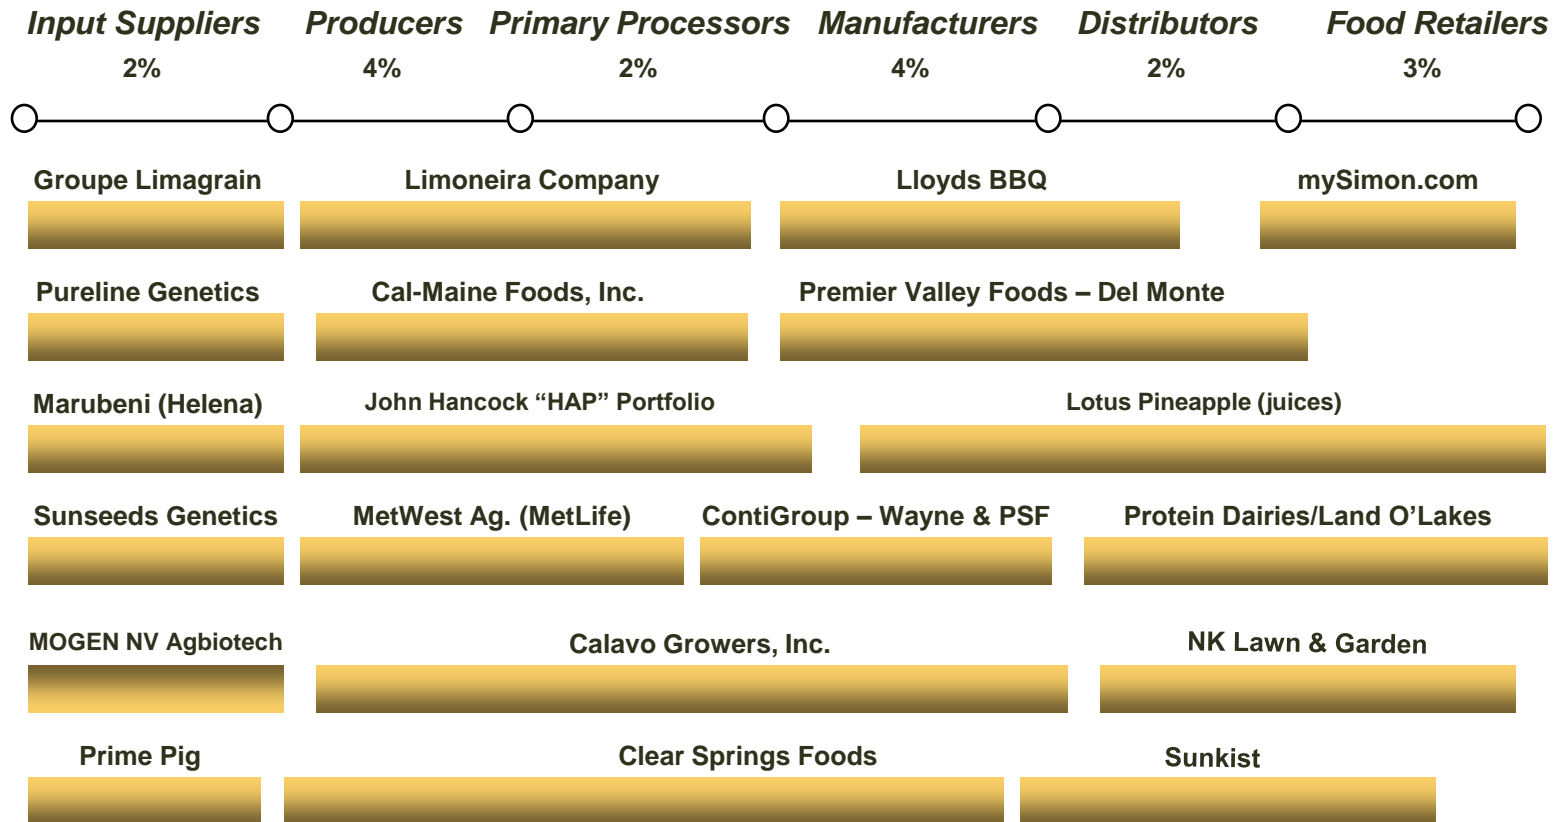 Input Suppliers Producers Primary Processors Manufacturers Distributors Food Retailers
2% 4% 2% 4% 2% 3%
Groupe Limagrain Limoneira Company Lloyds BBQ mySimon.com
Pureline Genetics Cal-Maine Foods, Inc. Premier Valley Foods – Del Monte
Marubeni (Helena) John Hancock “HAP” Portfolio Lotus Pineapple (juices)
Sunseeds Genetics MetWest Ag. (MetLife) ContiGroup – Wayne & PSF Protein Dairies/Land O’Lakes
MOGEN NV Agbiotech Calavo Growers, Inc. NK Lawn & Garden
Prime Pig Clear Springs Foods Sunkist